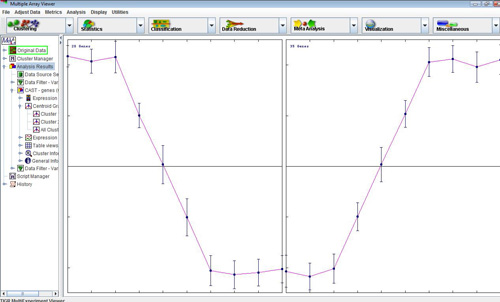 Multiple Array Viewer
File Adjust Data Metrics Analysis Display Utilities
Clustering Statistics Classification Data Reduction Meta Analysis Visualization Miscellaneous
Original Data
Cluster Manager
Analysis Results
Data Source Se
Data Filter - Var
CAST - genes (
Expression
Centroid Gr
Cluster
Cluster
All Clust
Expression
Table views
Cluster Infor
General Info
Data Filter - Var
Script Manager
History
Genes
Genes
TIGR MultiExperiment Viewer